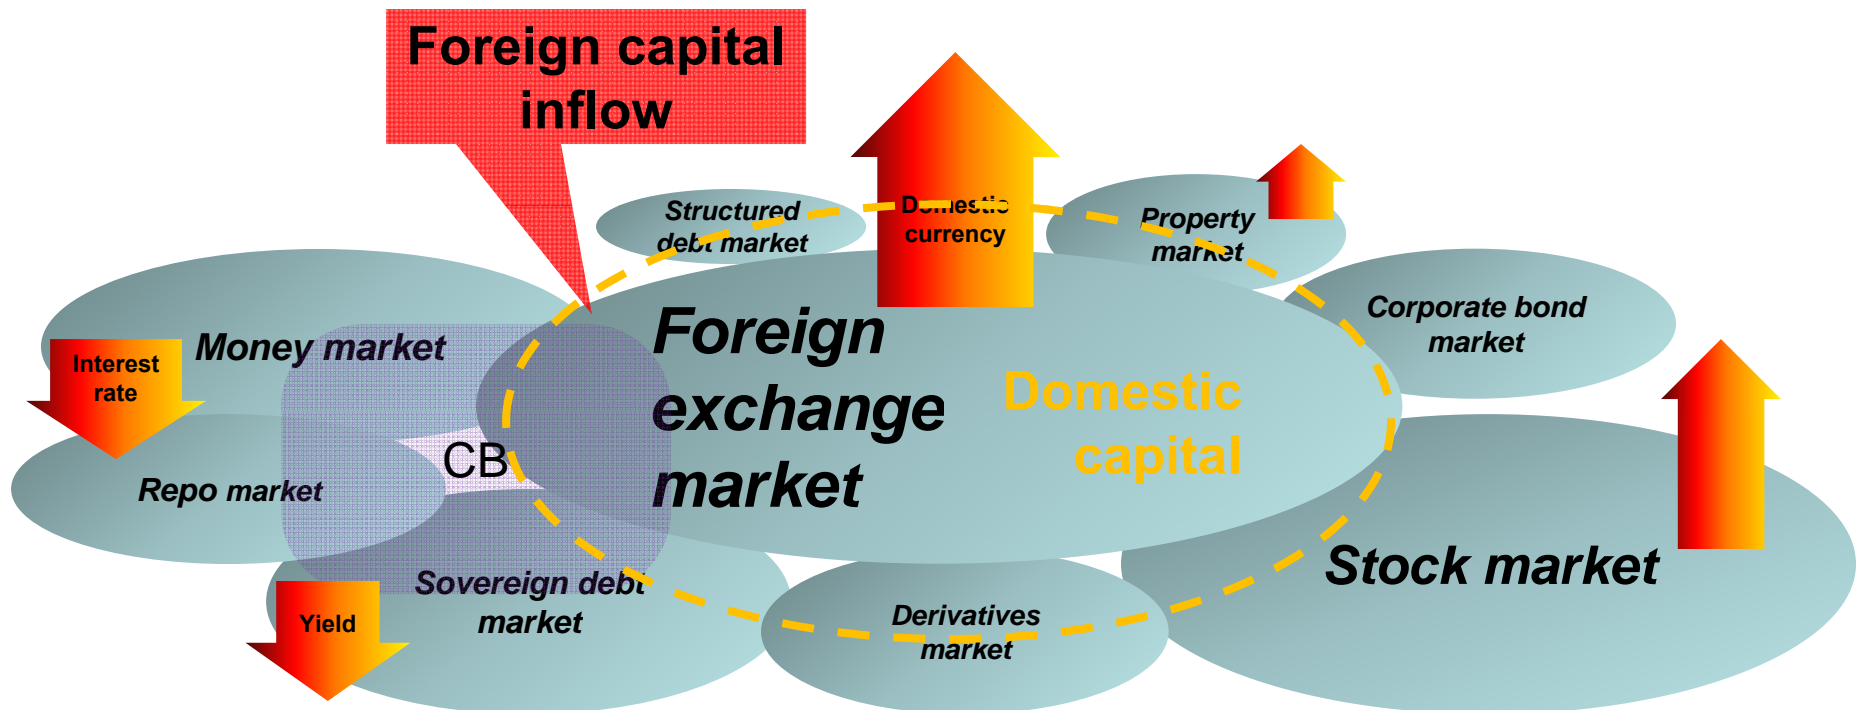 Foreign capital
inflow
Domestic
currency
Structured
debt market
Property
market
Corporate bond
market
Money market
Interest
rate
Foreign
exchange
market
Domestic
capital
CB
Repo market
Stock market
Sovereign debt
market
Yield
Derivatives
market